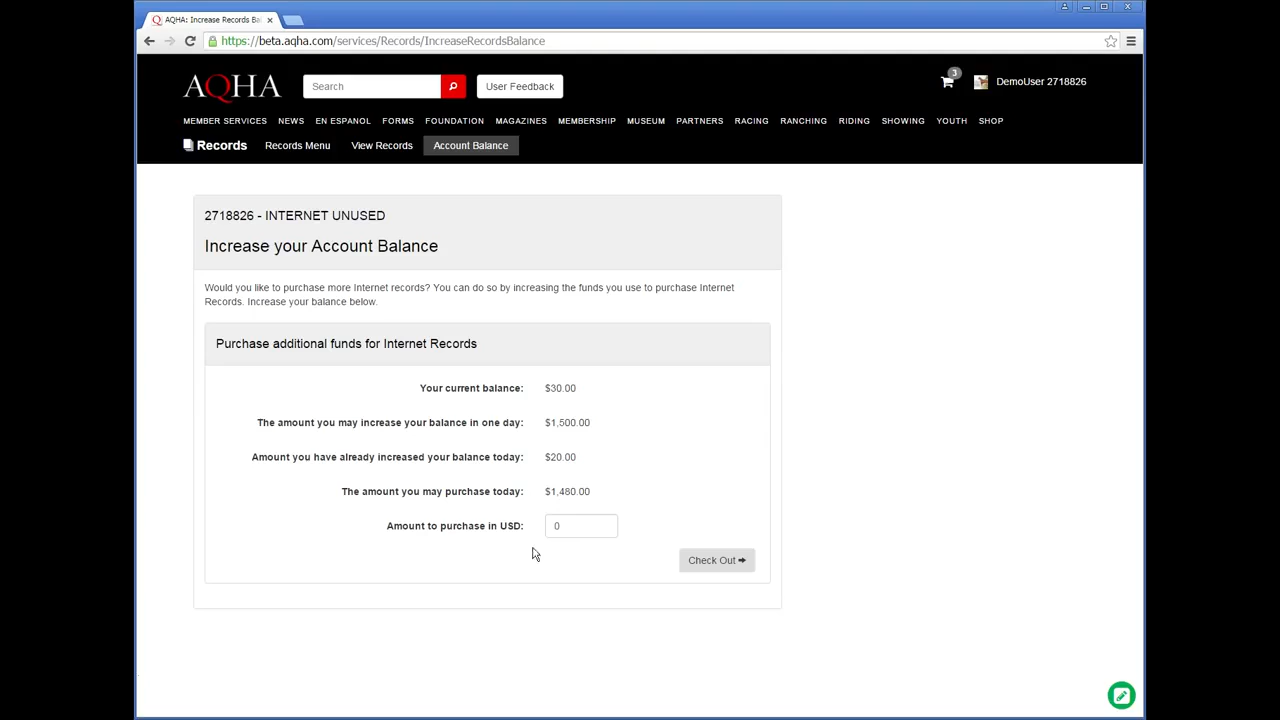 AQHA: Increase Records Ba
https://beta.aqha.com/services/Records/IncreaseRecordsBalance
AQHA
Search
User Feedback
3
DemoUser 2718826
MEMBER SERVICES NEWS EN ESPANOL FORMS FOUNDATION MAGAZINES MEMBERSHIP MUSEUM PARTNERS RACING RANCHING RIDING SHOWING YOUTH SHOP
Records Records Menu View Records Account Balance
2718826 - INTERNET UNUSED
Increase your Account Balance
Would you like to purchase more Internet records? You can do so by increasing the funds you use to purchase Internet
Records. Increase your balance below.
Purchase additional funds for Internet Records
Your current balance: $30.00
The amount you may increase your balance in one day: $1,500.00
Amount you have already increased your balance today: $20.00
The amount you may purchase today: $1,480.00
Amount to purchase in USD: 0
Check Out